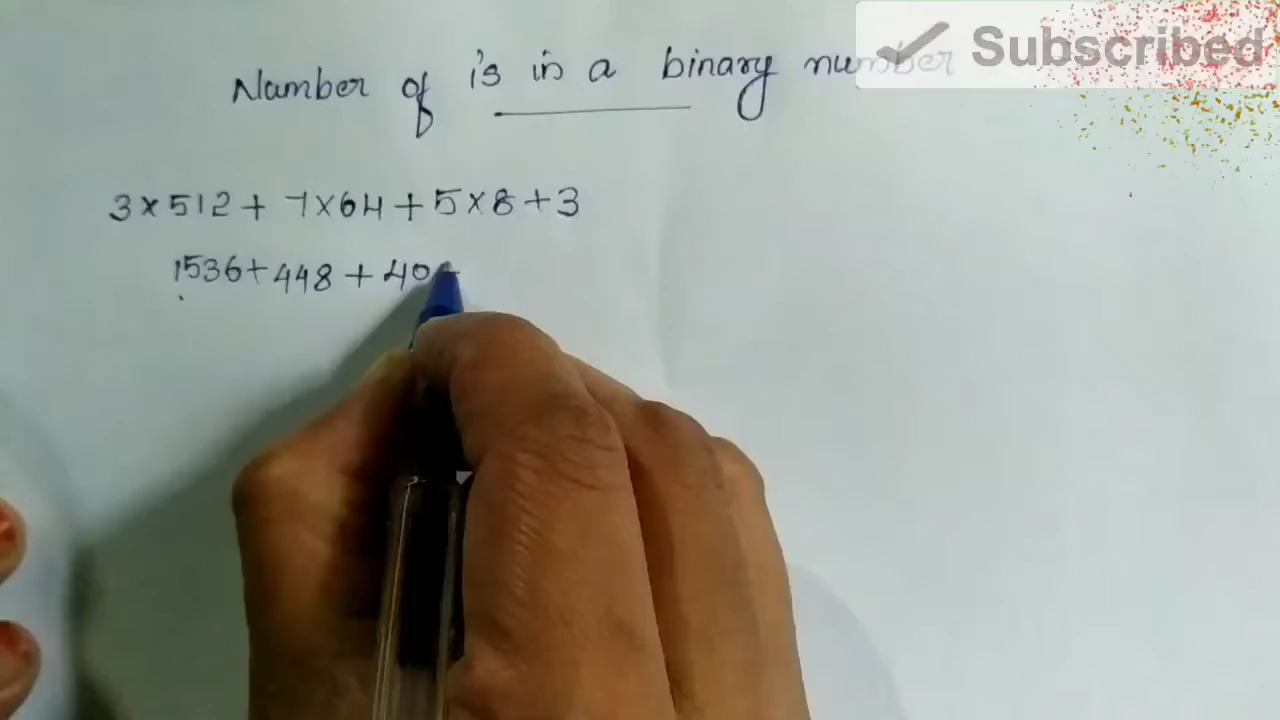 Subscribed
Number of 1's in a binary number
3×512+ 7×64+5×8+3
1536+448+40+